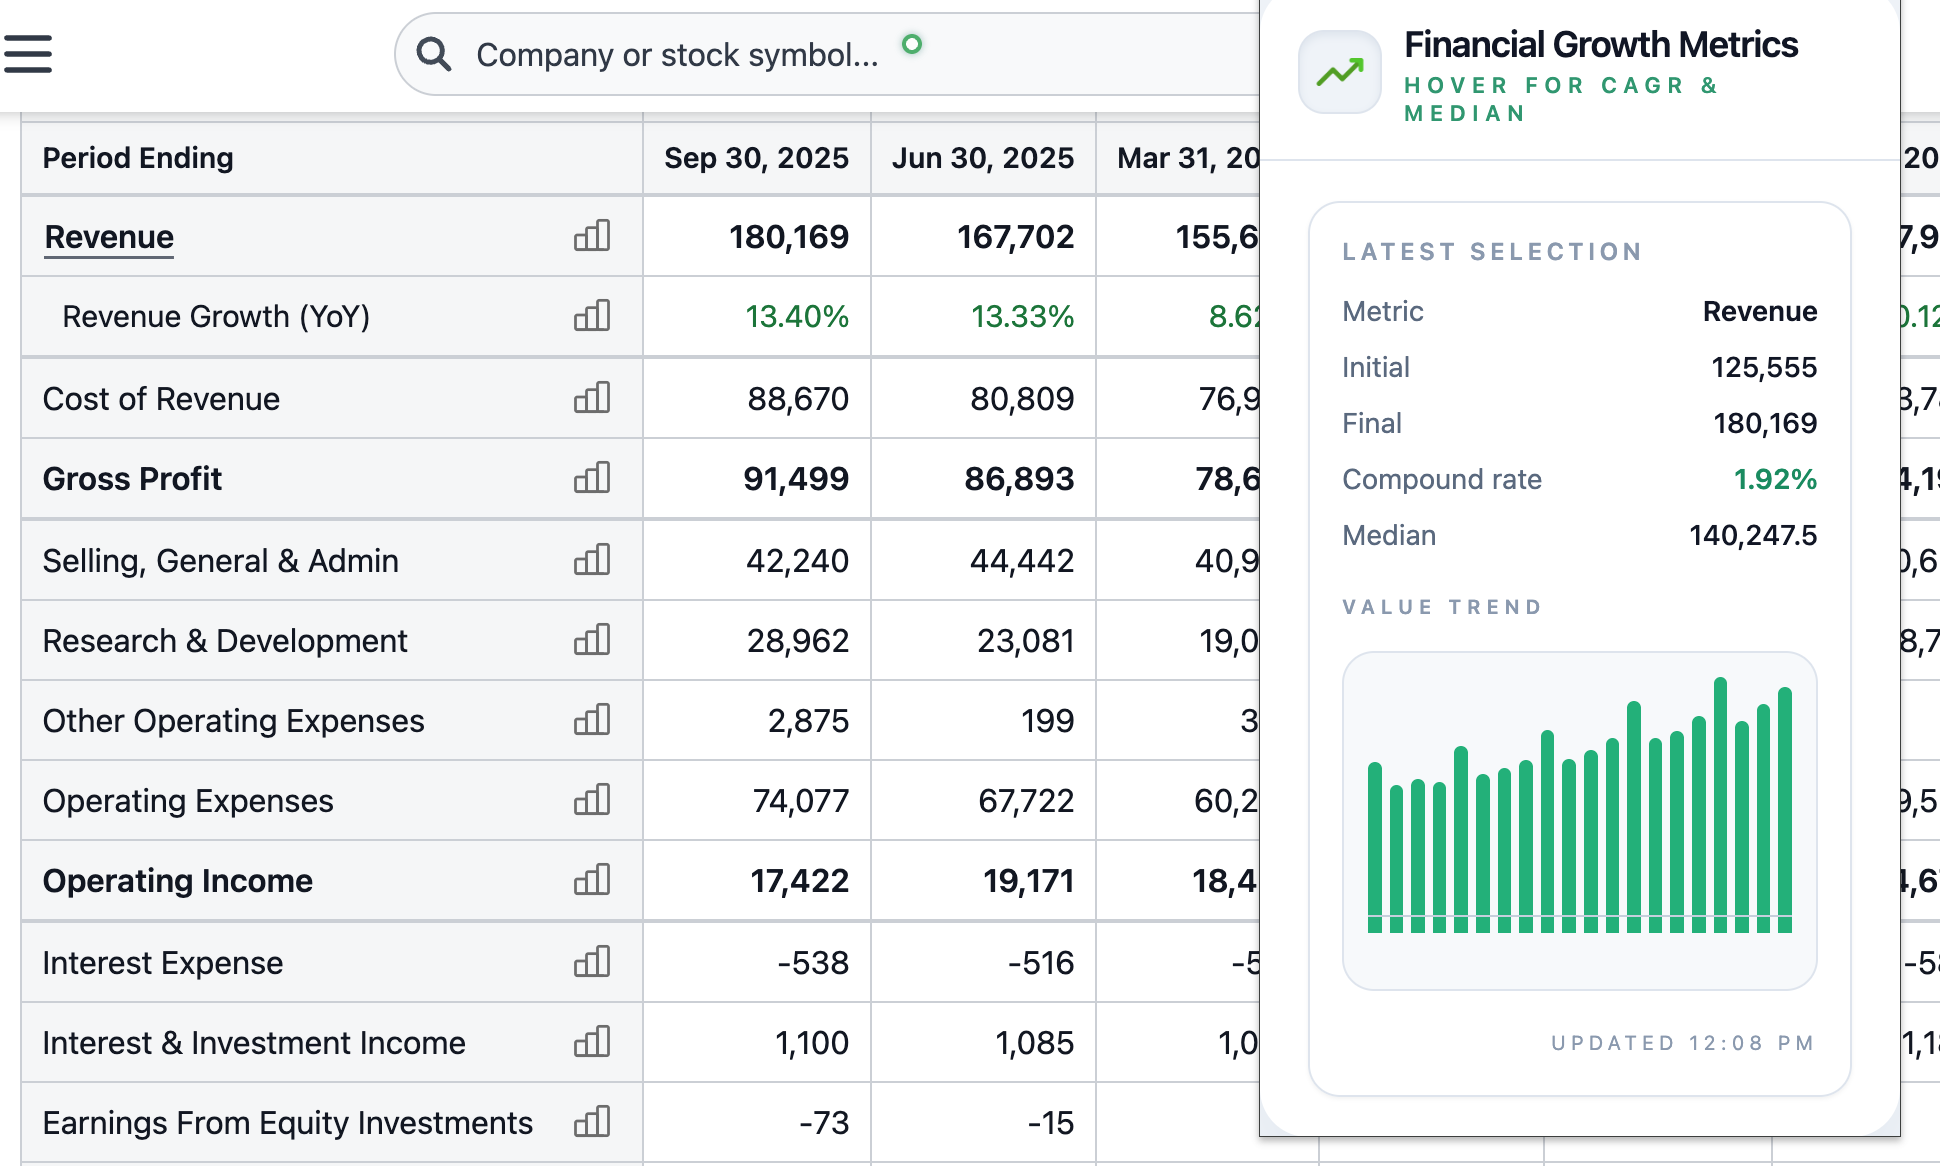 Company or stock symbol...
Financial Growth Metrics
HOVER FOR CAGR &
MEDIAN
Period Ending Sep 30, 2025 Jun 30, 2025 Mar 31, 20 20
Revenue 180,169 167,702 155,6 7,9
Revenue Growth (YoY) 13.40% 13.33% 8.62 0.12
Cost of Revenue 88,670 80,809 76,9 3,7
Gross Profit 91,499 86,893 78,6 4,19
Selling, General & Admin 42,240 44,442 40,9 0,6
Research & Development 28,962 23,081 19,0 8,7
Other Operating Expenses 2,875 199 3
Operating Expenses 74,077 67,722 60,2 9,5
Operating Income 17,422 19,171 18,4 4,6
Interest Expense -538 -516 -5 -58
Interest & Investment Income 1,100 1,085 1,0 1,18
Earnings From Equity Investments -73 -15
LATEST SELECTION
Metric Revenue
Initial 125,555
Final 180,169
Compound rate 1.92%
Median 140,247.5
VALUE TREND
UPDATED 12:08 PM